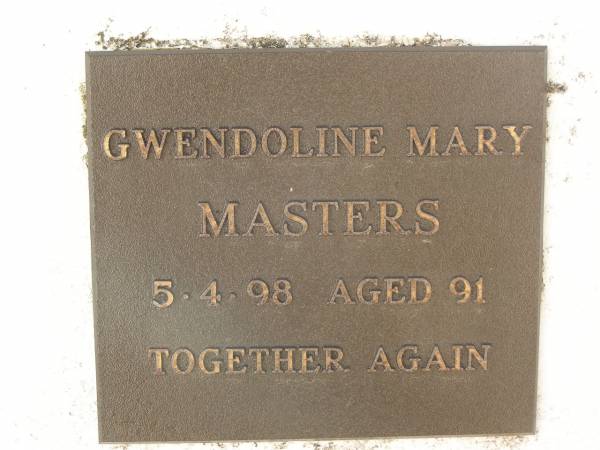 GWENDOLINE MARY
MASTERS
5·4·98 AGED 91
TOGETHER AGAIN